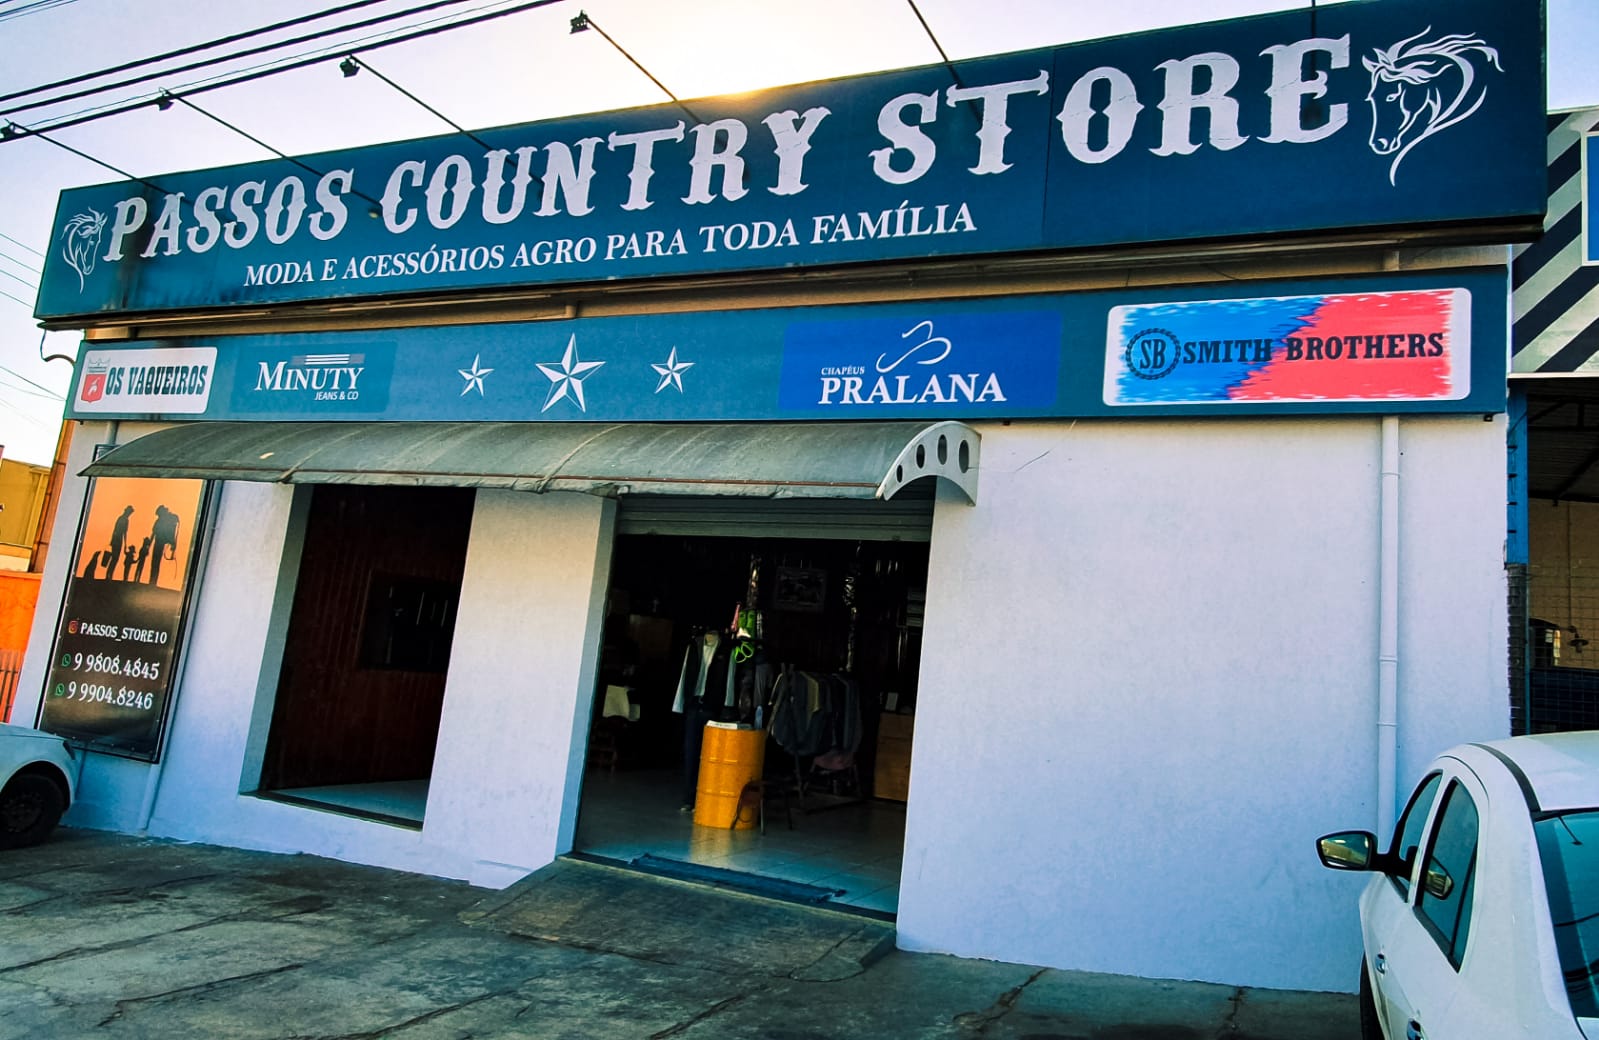 PASSOS COUNTRY STORE
MODA E ACESSÓRIOS AGRO PARA TODA FAMÍLIA
OS VAQUEIROS
MINUTY
JEANS & CO
CHAPÉUS
PRALANA
SB SMITH BROTHERS
PASSOS_STORE10
9 9808.4845
9 9904.8246